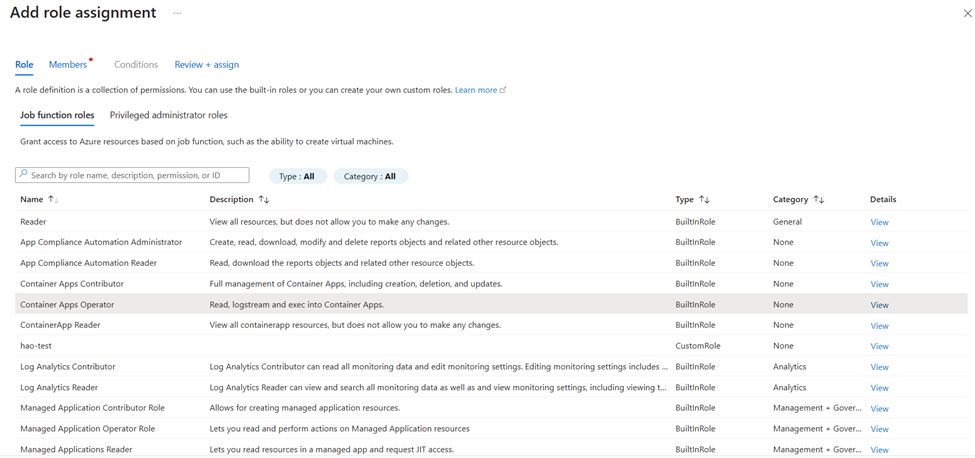 Add role assignment ...
Role Members Conditions Review + assign
A role definition is a collection of permissions. You can use the built-in roles or you can create your own custom roles. Learn more
Job function roles Privileged administrator roles
Grant access to Azure resources based on job function, such as the ability to create virtual machines.
Search by role name, description, permission, or ID Type : All Category : All
Name ↑↓ Description ↑↓ Type ↑↓ Category ↑↓ Details
Reader View all resources, but does not allow you to make any changes. BuiltInRole General View
App Compliance Automation Administrator Create, read, download, modify and delete reports objects and related other resource objects. BuiltInRole None View
App Compliance Automation Reader Read, download the reports objects and related other resource objects. BuiltInRole None View
Container Apps Contributor Full management of Container Apps, including creation, deletion, and updates. BuiltInRole None View
Container Apps Operator Read, logstream and exec into Container Apps. BuiltInRole None View
ContainerApp Reader View all containerapp resources, but does not allow you to make any changes. BuiltInRole None View
hao-test CustomRole None View
Log Analytics Contributor Log Analytics Contributor can read all monitoring data and edit monitoring settings. Editing monitoring settings includes ... BuiltInRole Analytics View
Log Analytics Reader Log Analytics Reader can view and search all monitoring data as well as and view monitoring settings, including viewing t... BuiltInRole Analytics View
Managed Application Contributor Role Allows for creating managed application resources. BuiltInRole Management + Gover... View
Managed Application Operator Role Lets you read and perform actions on Managed Application resources BuiltInRole Management + Gover... View
Managed Applications Reader Lets you read resources in a managed app and request JIT access. BuiltInRole Management + Gover... View